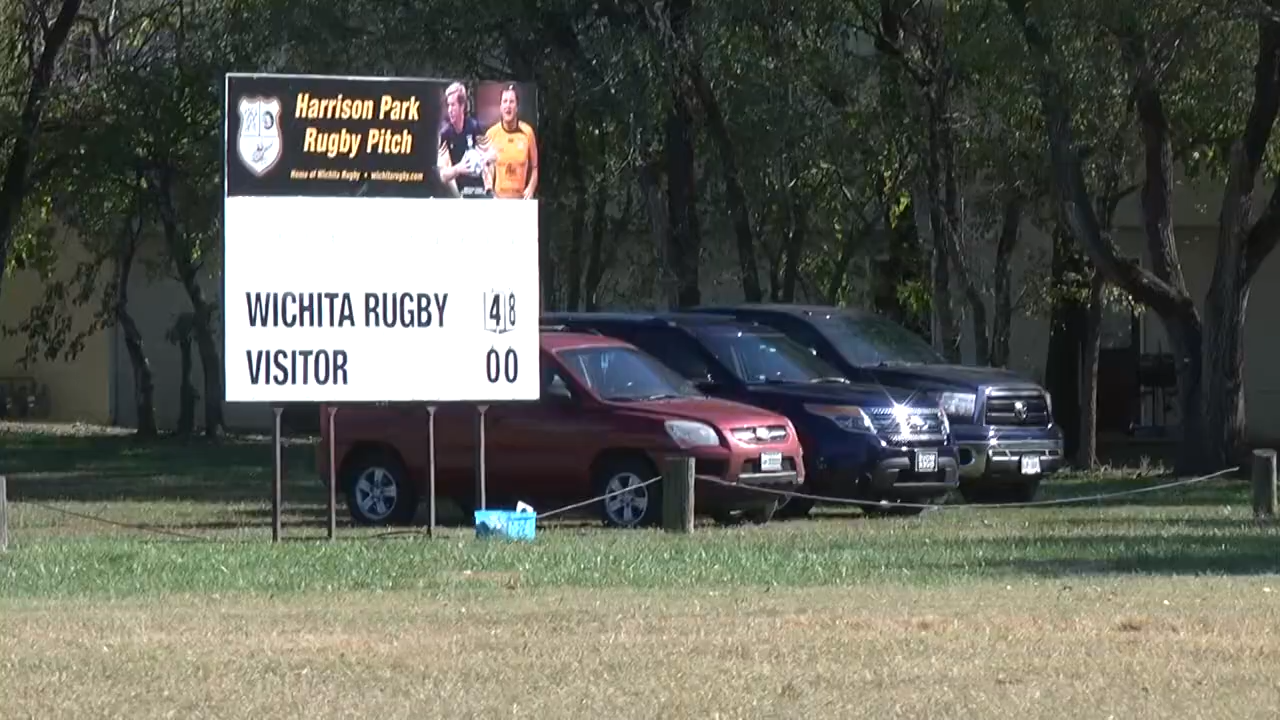 Harrison Park
Rugby Pitch
Home of Wichita Rugby • wichitarugby.com
WICHITA RUGBY 48
VISITOR 00